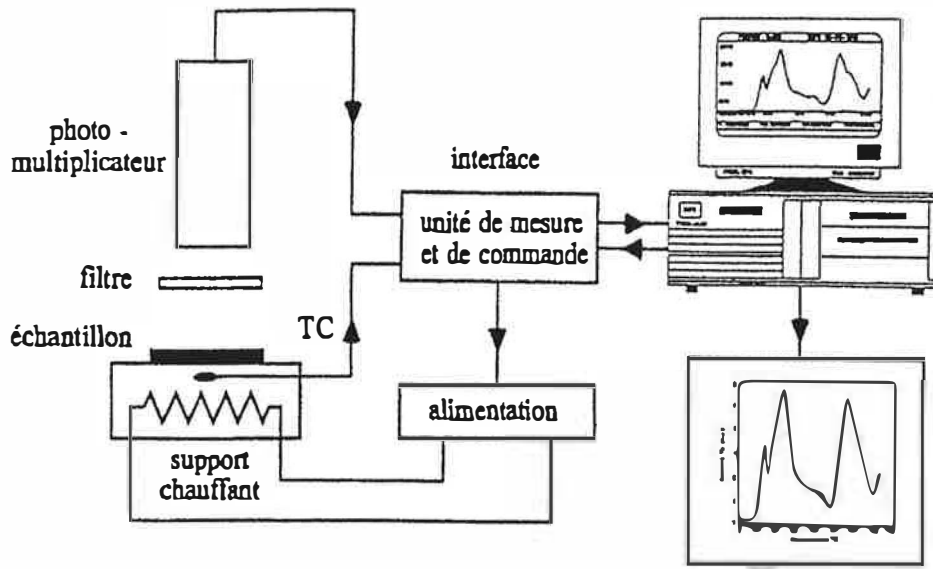 photo -
multiplicateur
interface
unité de mesure
et de commande
filtre
échantillon
TC
alimentation
support
chauffant